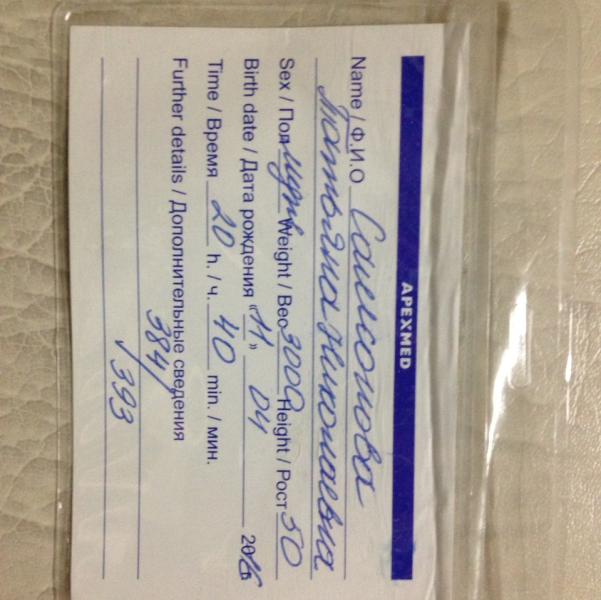 APEXMED
Name / Ф.И.О Самсонова
Татьяна Николаевна
Sex / Пол муж Weight / Вес 3000 Height / Рост 50
Birth date / Дата рождения «11» 04 2016
Time / Время 20 h. / ч. 40 min. / мин.
Further details / Дополнительные сведения
384/
/393